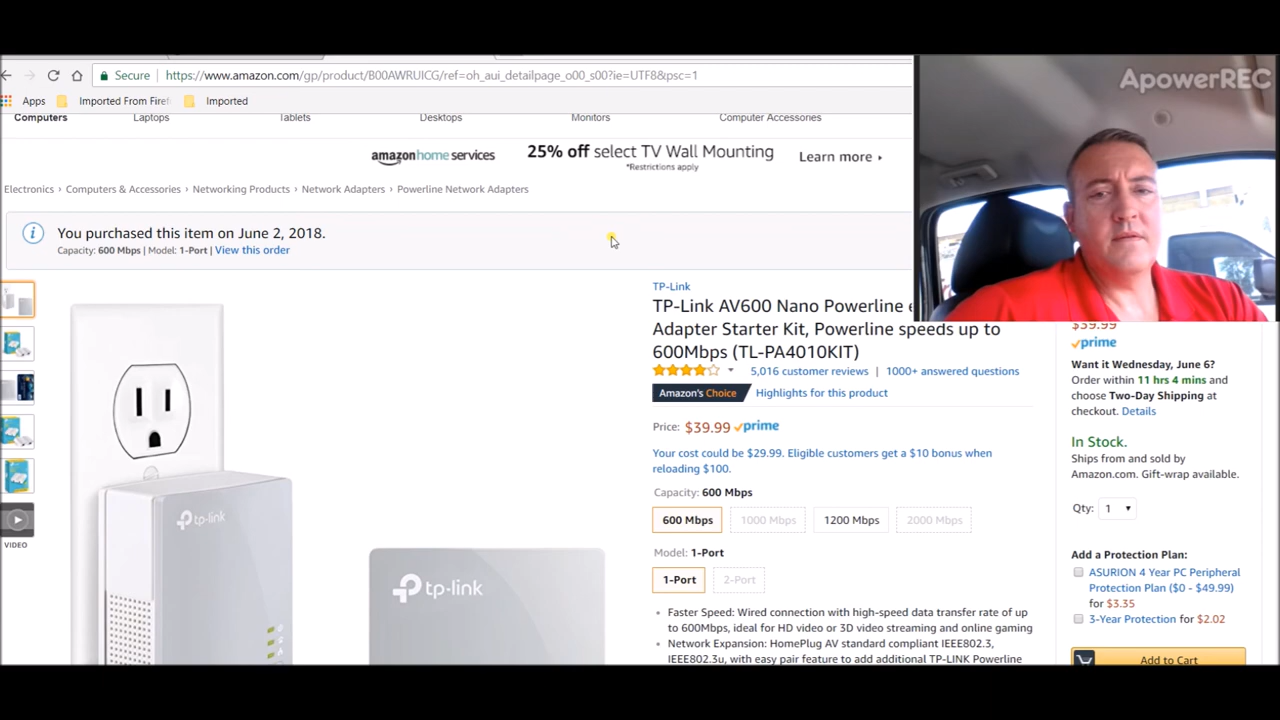 Secure https://www.amazon.com/gp/product/B00AWRUICG/ref=oh_aui_detailpage_o00_s00?ie=UTF8&psc=1
ApowerREC
Apps Imported From Firef Imported
Computers Laptops Tablets Desktops Monitors Computer Accessories
amazonhome services 25% off select TV Wall Mounting Learn more
*Restrictions apply
Electronics › Computers & Accessories › Networking Products › Network Adapters › Powerline Network Adapters
You purchased this item on June 2, 2018.
Capacity: 600 Mbps | Model: 1-Port | View this order
TP-Link
TP-Link AV600 Nano Powerline
Adapter Starter Kit, Powerline speeds up to
600Mbps (TL-PA4010KIT)
5,016 customer reviews | 1000+ answered questions
Amazon's Choice Highlights for this product
Price: $39.99 prime
Your cost could be $29.99. Eligible customers get a $10 bonus when
reloading $100.
Capacity: 600 Mbps
600 Mbps 1000 Mbps 1200 Mbps 2000 Mbps
Model: 1-Port
1-Port 2-Port
Faster Speed: Wired connection with high-speed data transfer rate of up
to 600Mbps, ideal for HD video or 3D video streaming and online gaming
Network Expansion: HomePlug AV standard compliant IEEE802.3,
IEEE802.3u, with easy pair feature to add additional TP-LINK Powerline
VIDEO
tp-link
tp-link
$39.99
prime
Want it Wednesday, June 6?
Order within 11 hrs 4 mins and
choose Two-Day Shipping at
checkout. Details
In Stock.
Ships from and sold by
Amazon.com. Gift-wrap available.
Qty: 1
Add a Protection Plan:
ASURION 4 Year PC Peripheral
Protection Plan ($0 - $49.99)
for $3.35
3-Year Protection for $2.02
Add to Cart